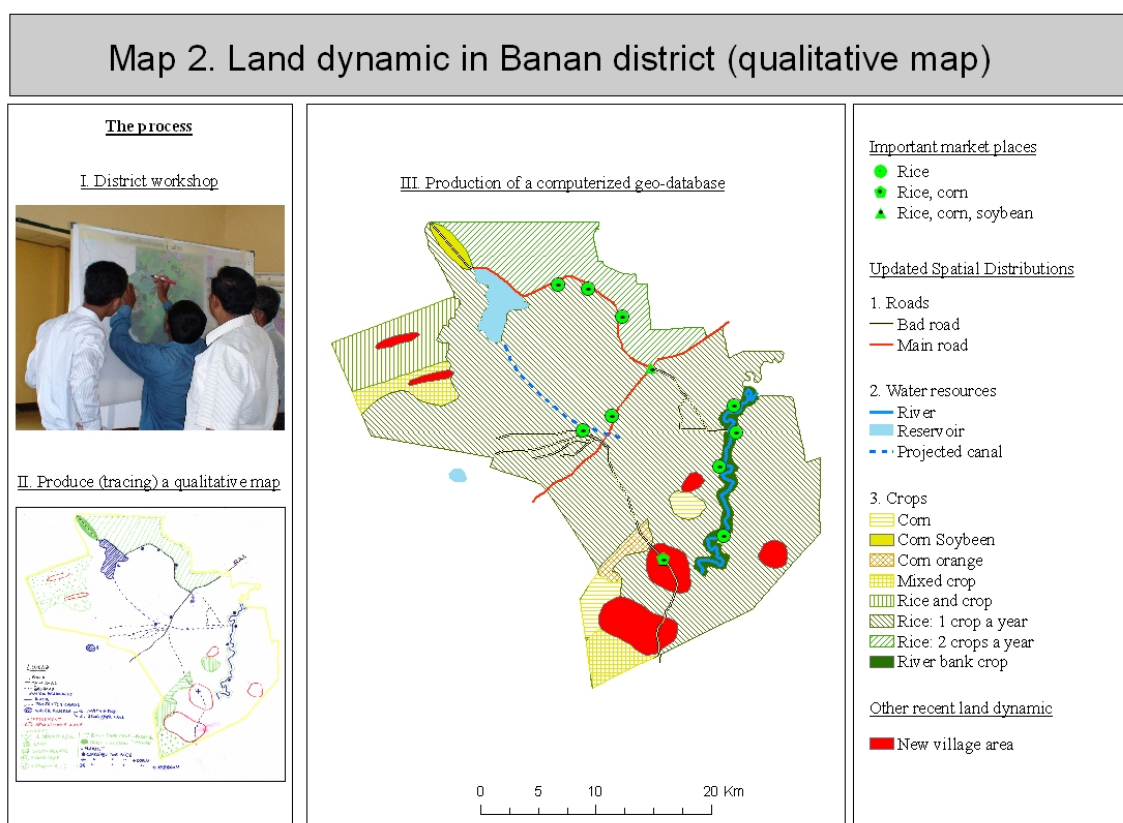 Map 2. Land dynamic in Banan district (qualitative map)
The process
I. District workshop
II. Produce (tracing) a qualitative map
III. Production of a computerized geo-database
0 5 10 20 Km
Important market places
Rice
Rice, corn
Rice, corn, soybean
Updated Spatial Distributions
1. Roads
Bad road
Main road
2. Water resources
River
Reservoir
Projected canal
3. Crops
Corn
Corn Soybeen
Corn orange
Mixed crop
Rice and crop
Rice: 1 crop a year
Rice: 2 crops a year
River bank crop
Other recent land dynamic
New village area